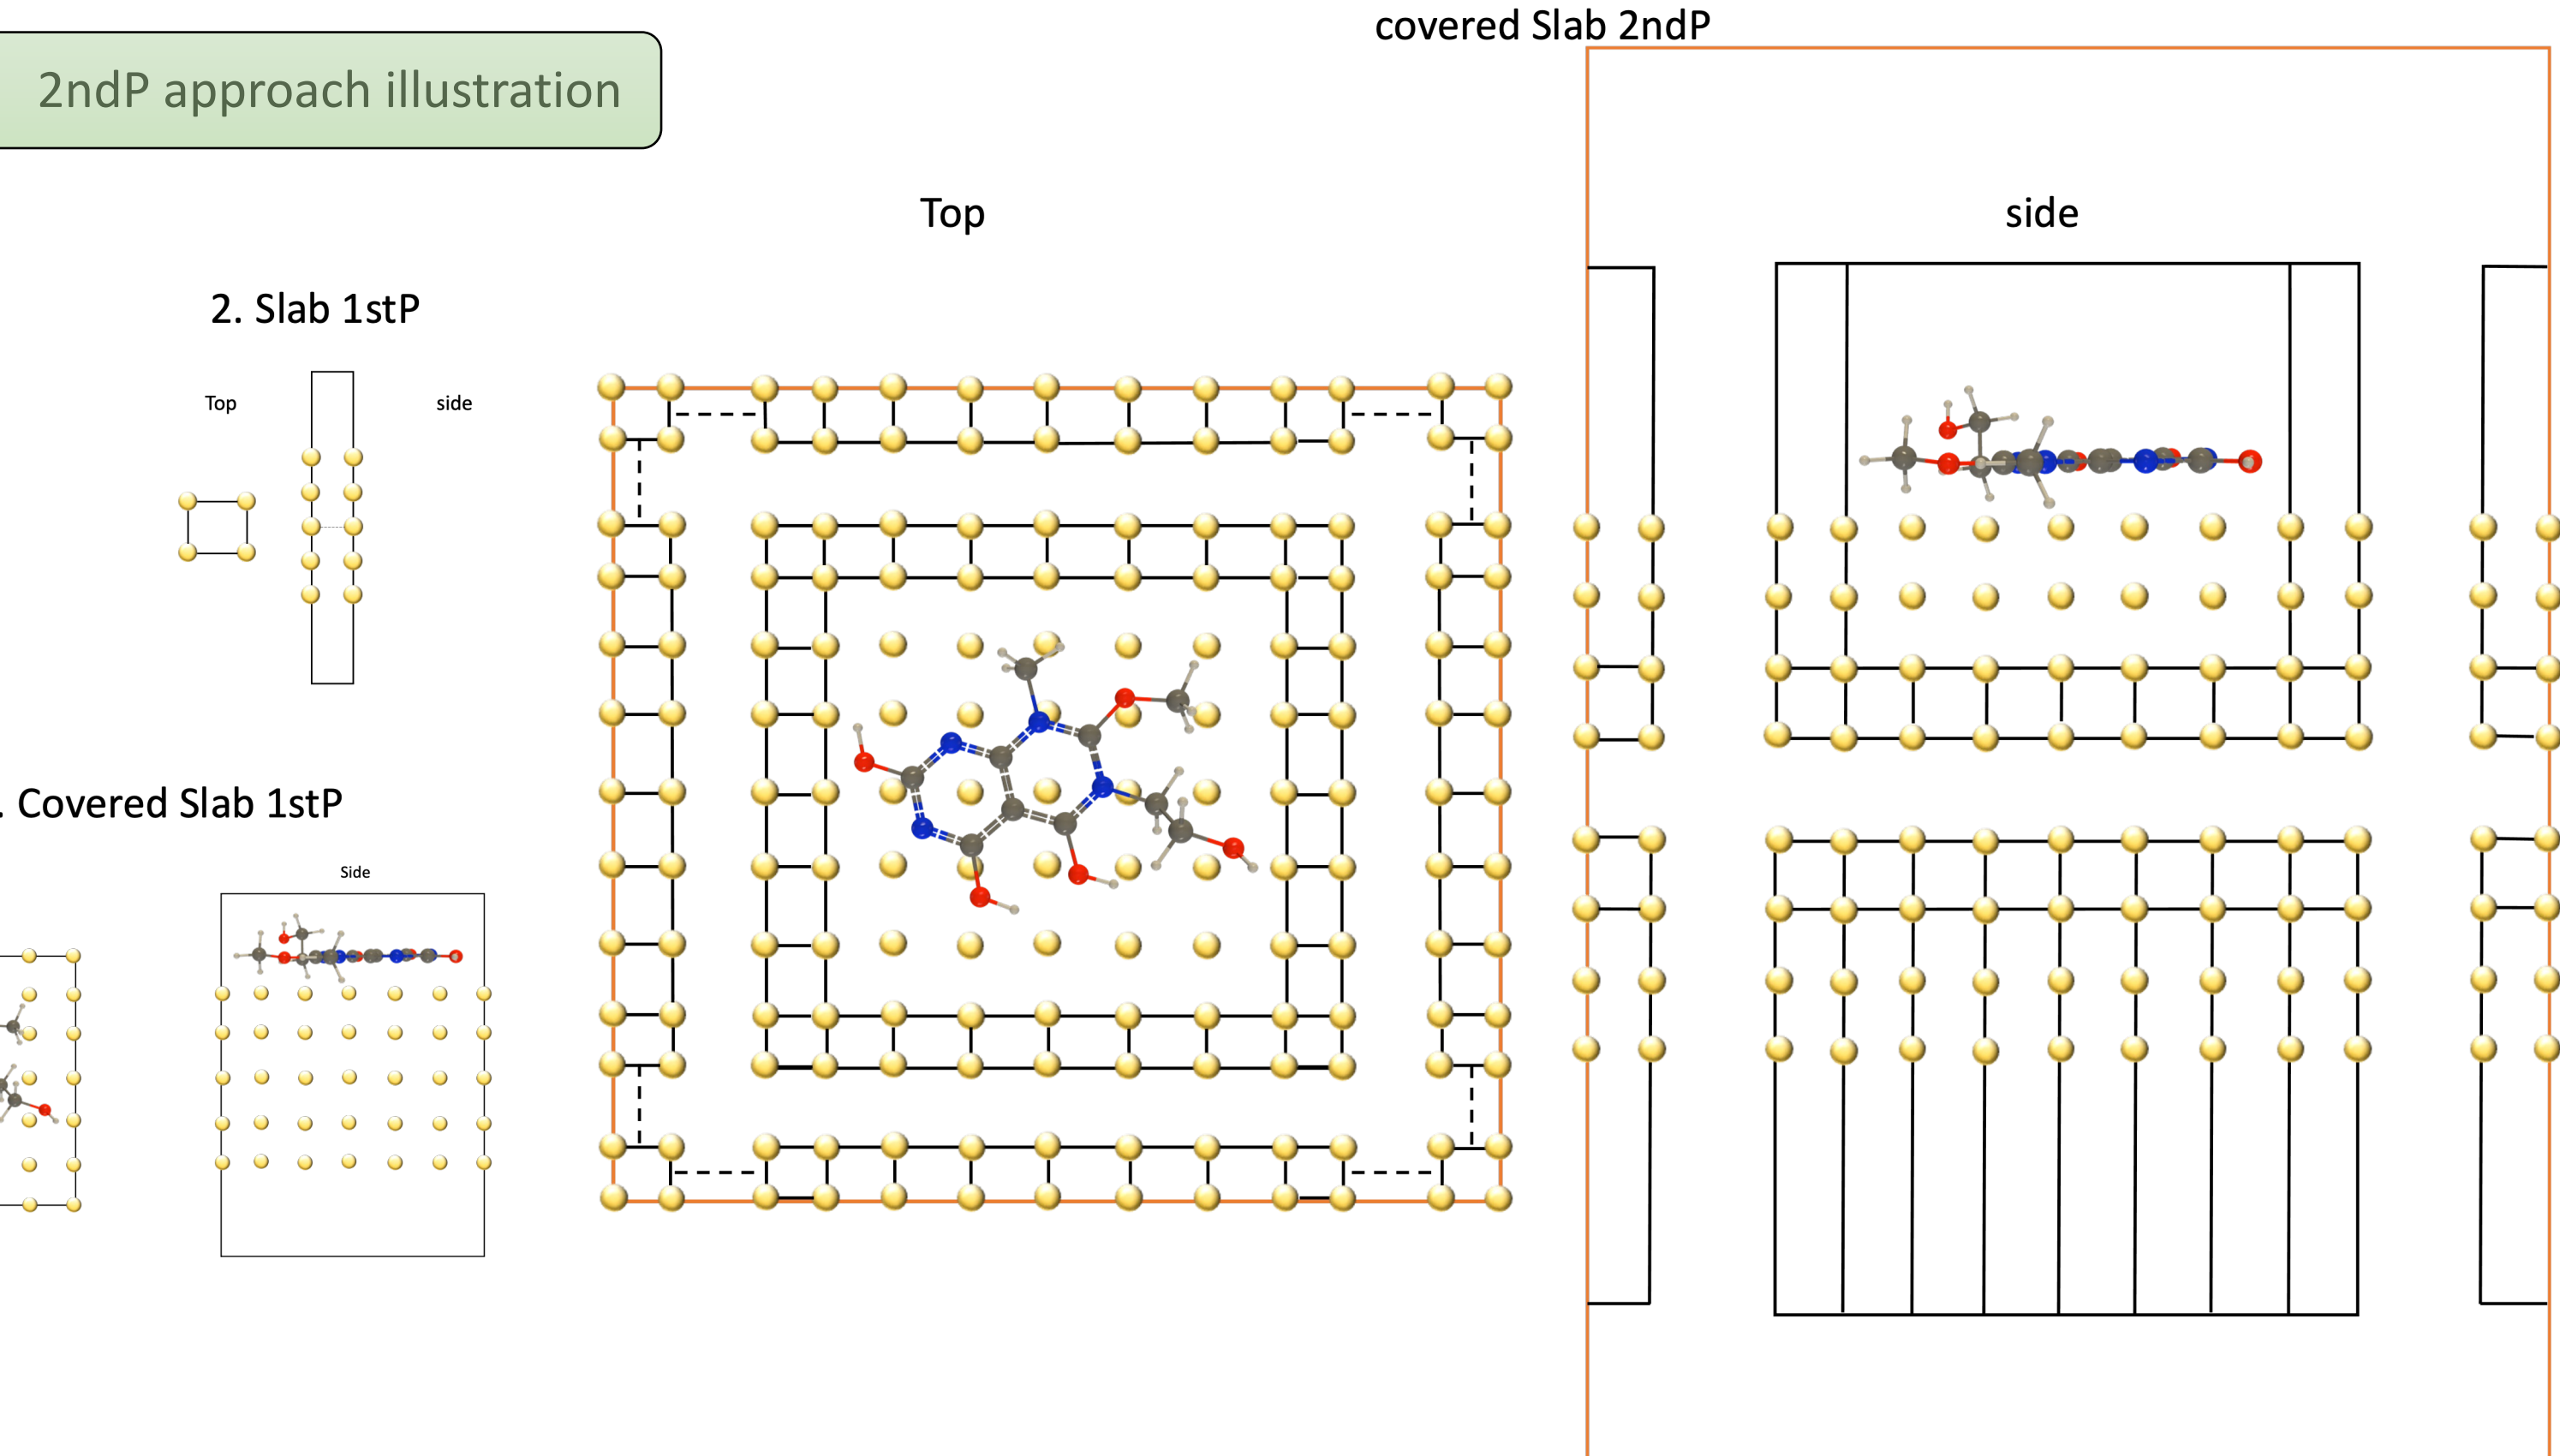 covered Slab 2ndP
2ndP approach illustration
Top
side
2. Slab 1stP
Top
side
. Covered Slab 1stP
Side